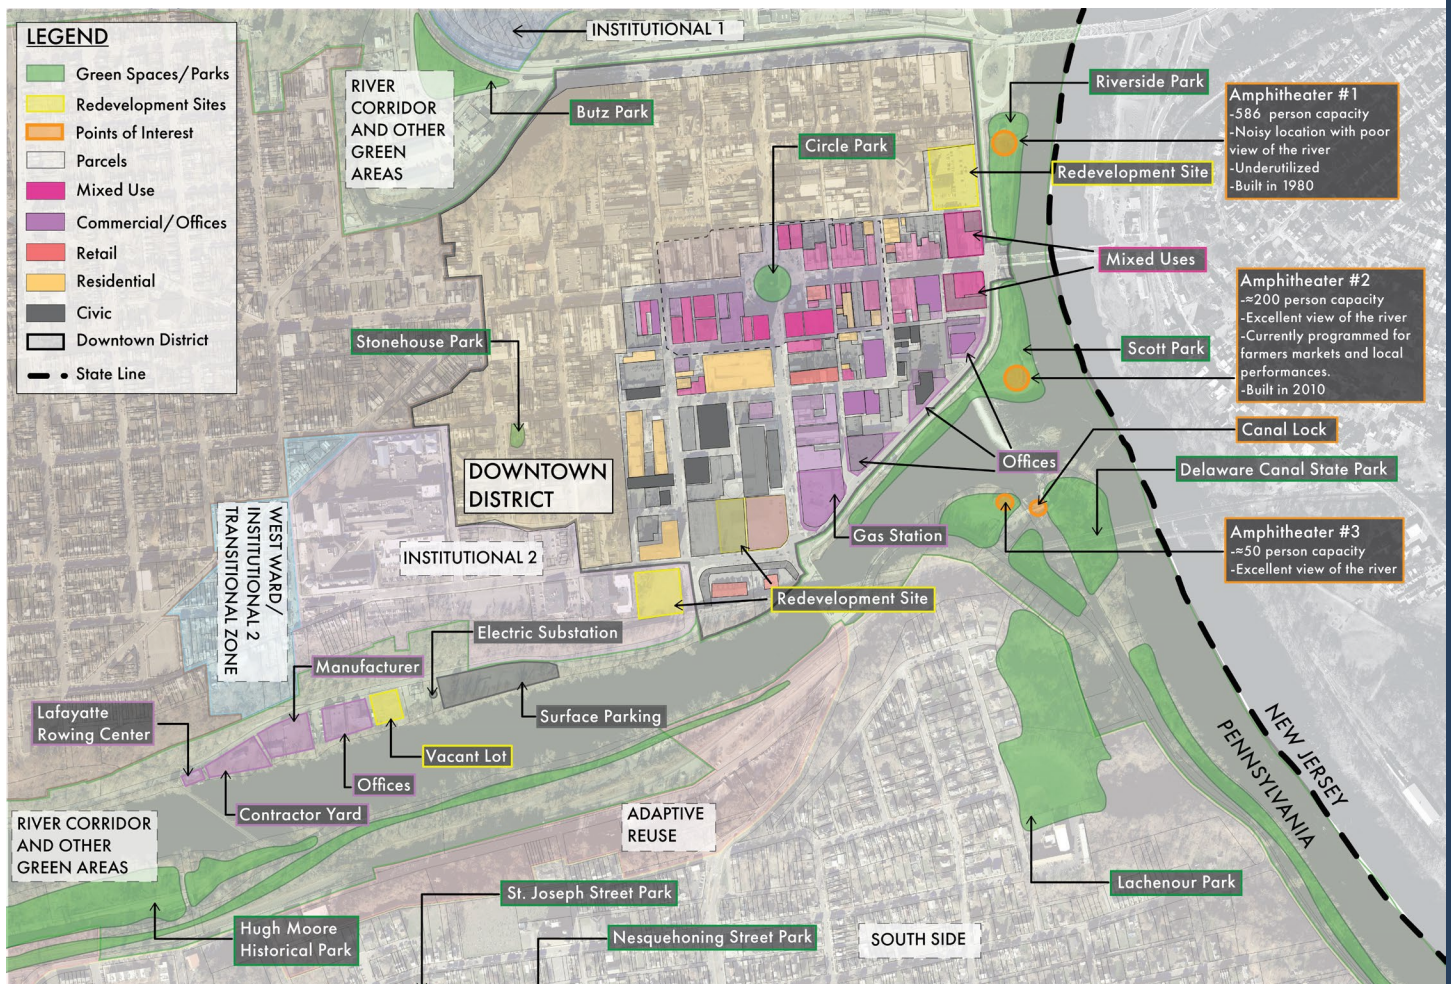 LEGEND
Green Spaces/Parks
Redevelopment Sites
Points of Interest
Parcels
Mixed Use
Commercial/Offices
Retail
Residential
Civic
Downtown District
State Line
INSTITUTIONAL 1
RIVER
CORRIDOR
AND OTHER
GREEN
AREAS
Butz Park
Circle Park
Riverside Park
Amphitheater #1
-586 person capacity
-Noisy location with poor
view of the river
-Underutilized
-Built in 1980
Redevelopment Site
Mixed Uses
Amphitheater #2
-≈200 person capacity
-Excellent view of the river
-Currently programmed for
farmers markets and local
performances.
-Built in 2010
Stonehouse Park
Scott Park
Canal Lock
Offices
Delaware Canal State Park
DOWNTOWN
DISTRICT
WEST WARD/
INSTITUTIONAL 2
TRANSITIONAL ZONE
INSTITUTIONAL 2
Gas Station
Amphitheater #3
-≈50 person capacity
-Excellent view of the river
Redevelopment Site
Electric Substation
Manufacturer
Lafayatte
Rowing Center
Surface Parking
Vacant Lot
Offices
Contractor Yard
NEW JERSEY
PENNSYLVANIA
RIVER CORRIDOR
AND OTHER
GREEN AREAS
ADAPTIVE
REUSE
Lachenour Park
St. Joseph Street Park
Hugh Moore
Historical Park
Nesquehoning Street Park
SOUTH SIDE